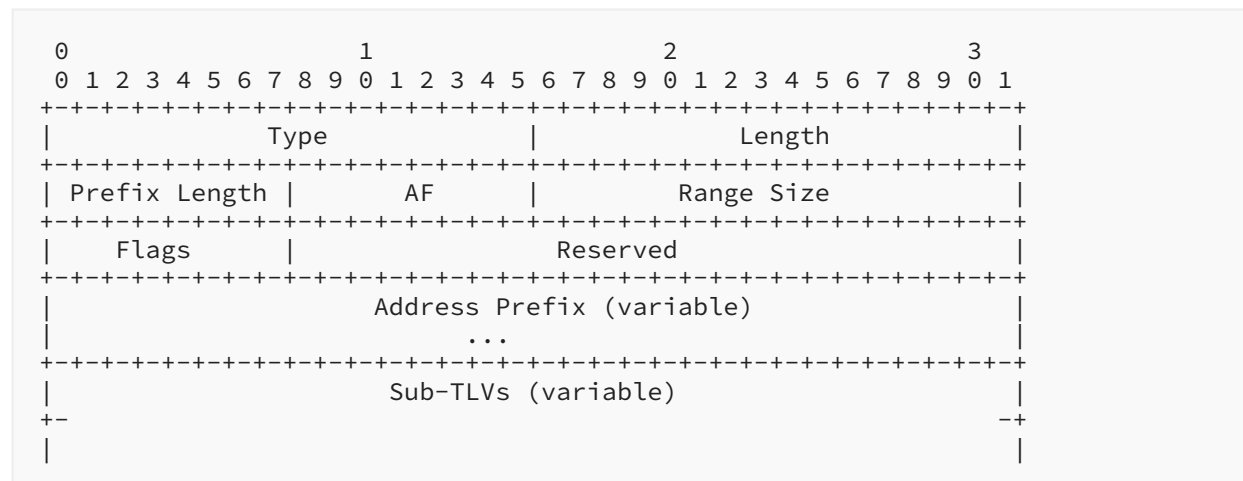 0                   1                   2                   3
0 1 2 3 4 5 6 7 8 9 0 1 2 3 4 5 6 7 8 9 0 1 2 3 4 5 6 7 8 9 0 1
+-+-+-+-+-+-+-+-+-+-+-+-+-+-+-+-+-+-+-+-+-+-+-+-+-+-+-+-+-+-+-+-+
|              Type             |             Length            |
+-+-+-+-+-+-+-+-+-+-+-+-+-+-+-+-+-+-+-+-+-+-+-+-+-+-+-+-+-+-+-+-+
| Prefix Length |       AF      |         Range Size            |
+-+-+-+-+-+-+-+-+-+-+-+-+-+-+-+-+-+-+-+-+-+-+-+-+-+-+-+-+-+-+-+-+
|    Flags      |                 Reserved                      |
+-+-+-+-+-+-+-+-+-+-+-+-+-+-+-+-+-+-+-+-+-+-+-+-+-+-+-+-+-+-+-+-+
|                     Address Prefix (variable)                 |
|                           ...                                 |
+-+-+-+-+-+-+-+-+-+-+-+-+-+-+-+-+-+-+-+-+-+-+-+-+-+-+-+-+-+-+-+-+
|                      Sub-TLVs (variable)                      |
+-                                                             -+
|                                                               |